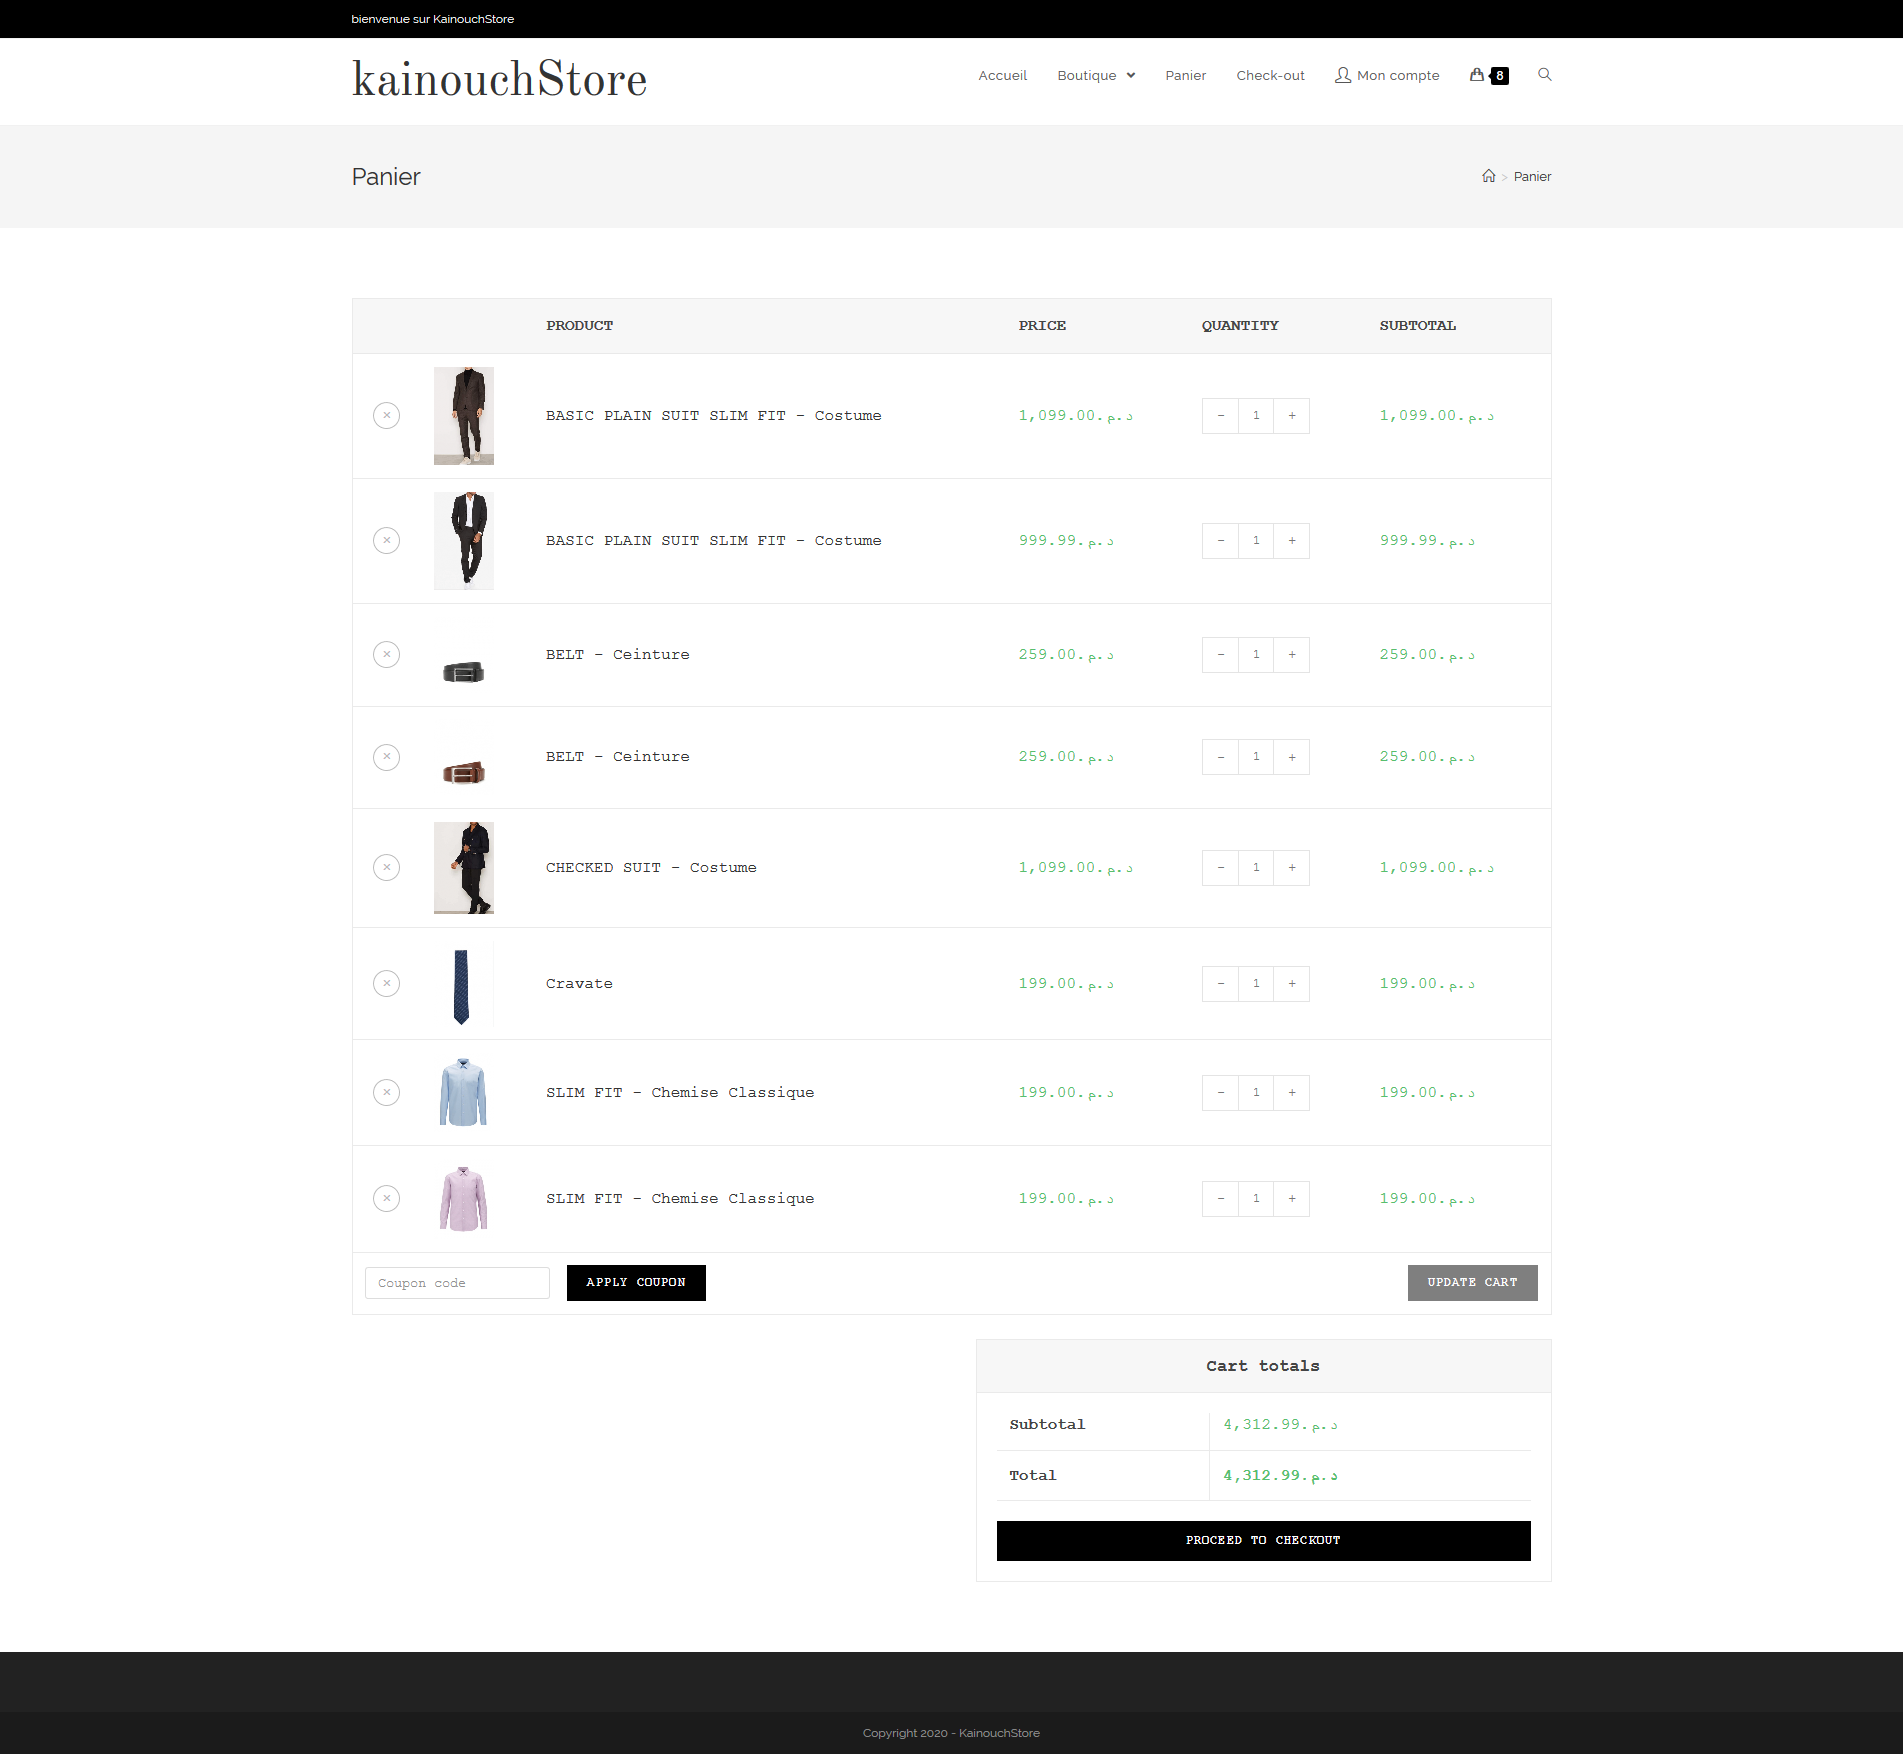 bienvenue sur KainouchStore
kainouchStore
Accueil Boutique Panier Check-out Mon compte 8
Panier
> Panier
PRODUCT PRICE QUANTITY SUBTOTAL
× BASIC PLAIN SUIT SLIM FIT – Costume 1,099.00.د.م - 1 + 1,099.00.د.م
× BASIC PLAIN SUIT SLIM FIT – Costume 999.99.د.م - 1 + 999.99.د.م
× BELT – Ceinture 259.00.د.م - 1 + 259.00.د.م
× BELT – Ceinture 259.00.د.م - 1 + 259.00.د.م
× CHECKED SUIT – Costume 1,099.00.د.م - 1 + 1,099.00.د.م
× Cravate 199.00.د.م - 1 + 199.00.د.م
× SLIM FIT – Chemise Classique 199.00.د.م - 1 + 199.00.د.م
× SLIM FIT – Chemise Classique 199.00.د.م - 1 + 199.00.د.م
Coupon code APPLY COUPON UPDATE CART
Cart totals
Subtotal 4,312.99.د.م
Total 4,312.99.د.م
PROCEED TO CHECKOUT
Copyright 2020 - KainouchStore